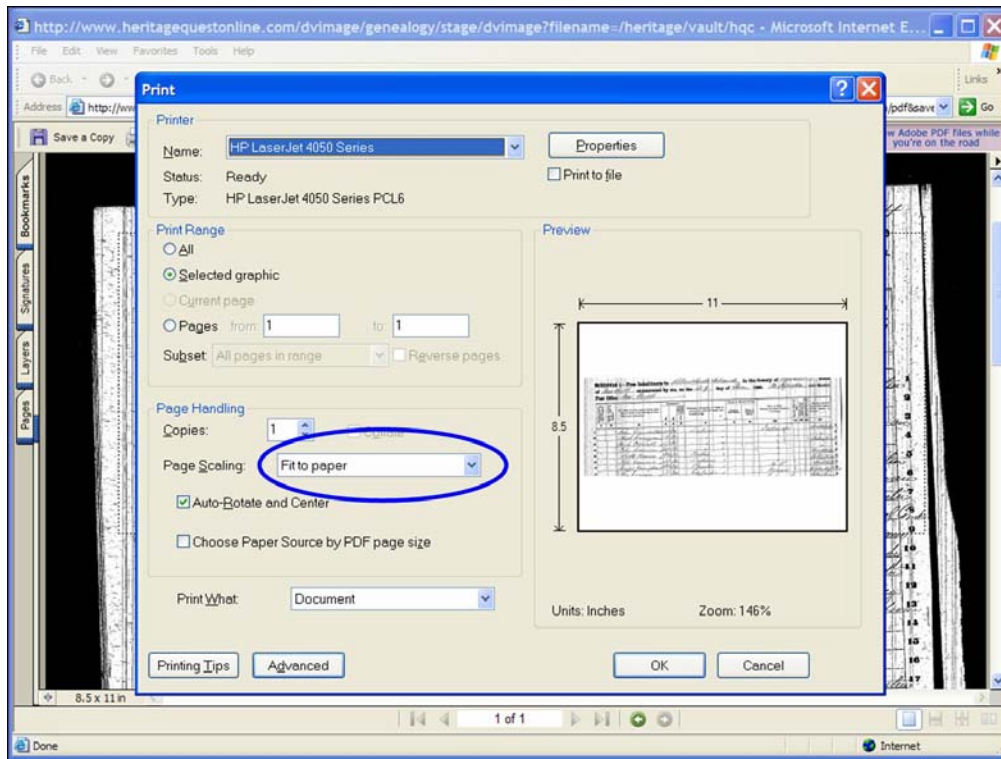 http://www.heritagequestonline.com/dvimage/genealogy/stage/dvimage?filename=/heritage/vault/hqc - Microsoft Internet E...
File Edit View Favorites Tools Help
Back Links
Address http://ww /pdf&save Go
Save a Copy w Adobe PDF files while
you're on the road
Print
Printer
Name: HP LaserJet 4050 Series Properties
Status: Ready Print to file
Type: HP LaserJet 4050 Series PCL6
Print Range Preview
All
Selected graphic
Current page
Pages from: 1 to: 1
Subset: All pages in range Reverse pages
11
8.5
Page Handling
Copies: 1 Collate
Page Scaling: Fit to paper
Auto-Rotate and Center
Choose Paper Source by PDF page size
Print What: Document
Units: Inches Zoom: 146%
Printing Tips Advanced OK Cancel
Bookmarks
Signatures
Layers
Pages
8.5 x 11 in
1 of 1
Done Internet